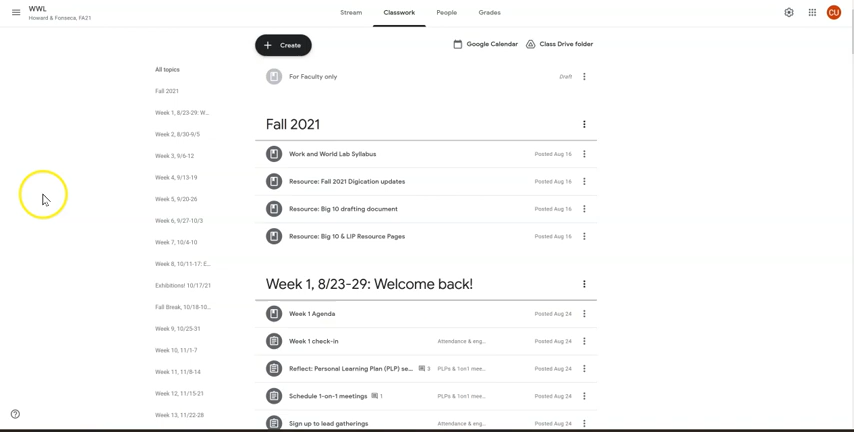 WWL
Howard & Fonseca, FA21
Stream Classwork People Grades
CU
Create
Google Calendar Class Drive folder
For Faculty only Draft
All topics
Fall 2021
Week 1, 8/23-29: W...
Week 2, 8/30-9/5
Week 3, 9/6-12
Week 4, 9/13-19
Week 5, 9/20-26
Week 6, 9/27-10/3
Week 7, 10/4-10
Week 8, 10/11-17: E...
Exhibitions! 10/17/21
Fall Break, 10/18-10...
Week 9, 10/25-31
Week 10, 11/1-7
Week 11, 11/8-14
Week 12, 11/15-21
Week 13, 11/22-28
Fall 2021
Work and World Lab Syllabus Posted Aug 16
Resource: Fall 2021 Digication updates Posted Aug 16
Resource: Big 10 drafting document Posted Aug 16
Resource: Big 10 & LIP Resource Pages Posted Aug 16
Week 1, 8/23-29: Welcome back!
Week 1 Agenda Posted Aug 24
Week 1 check-in Attendance & eng... Posted Aug 24
Reflect: Personal Learning Plan (PLP) se... 3 PLPs & 1on1 mee... Posted Aug 24
Schedule 1-on-1 meetings 1 PLPs & 1on1 mee... Posted Aug 24
Sign up to lead gatherings Attendance & eng... Posted Aug 24